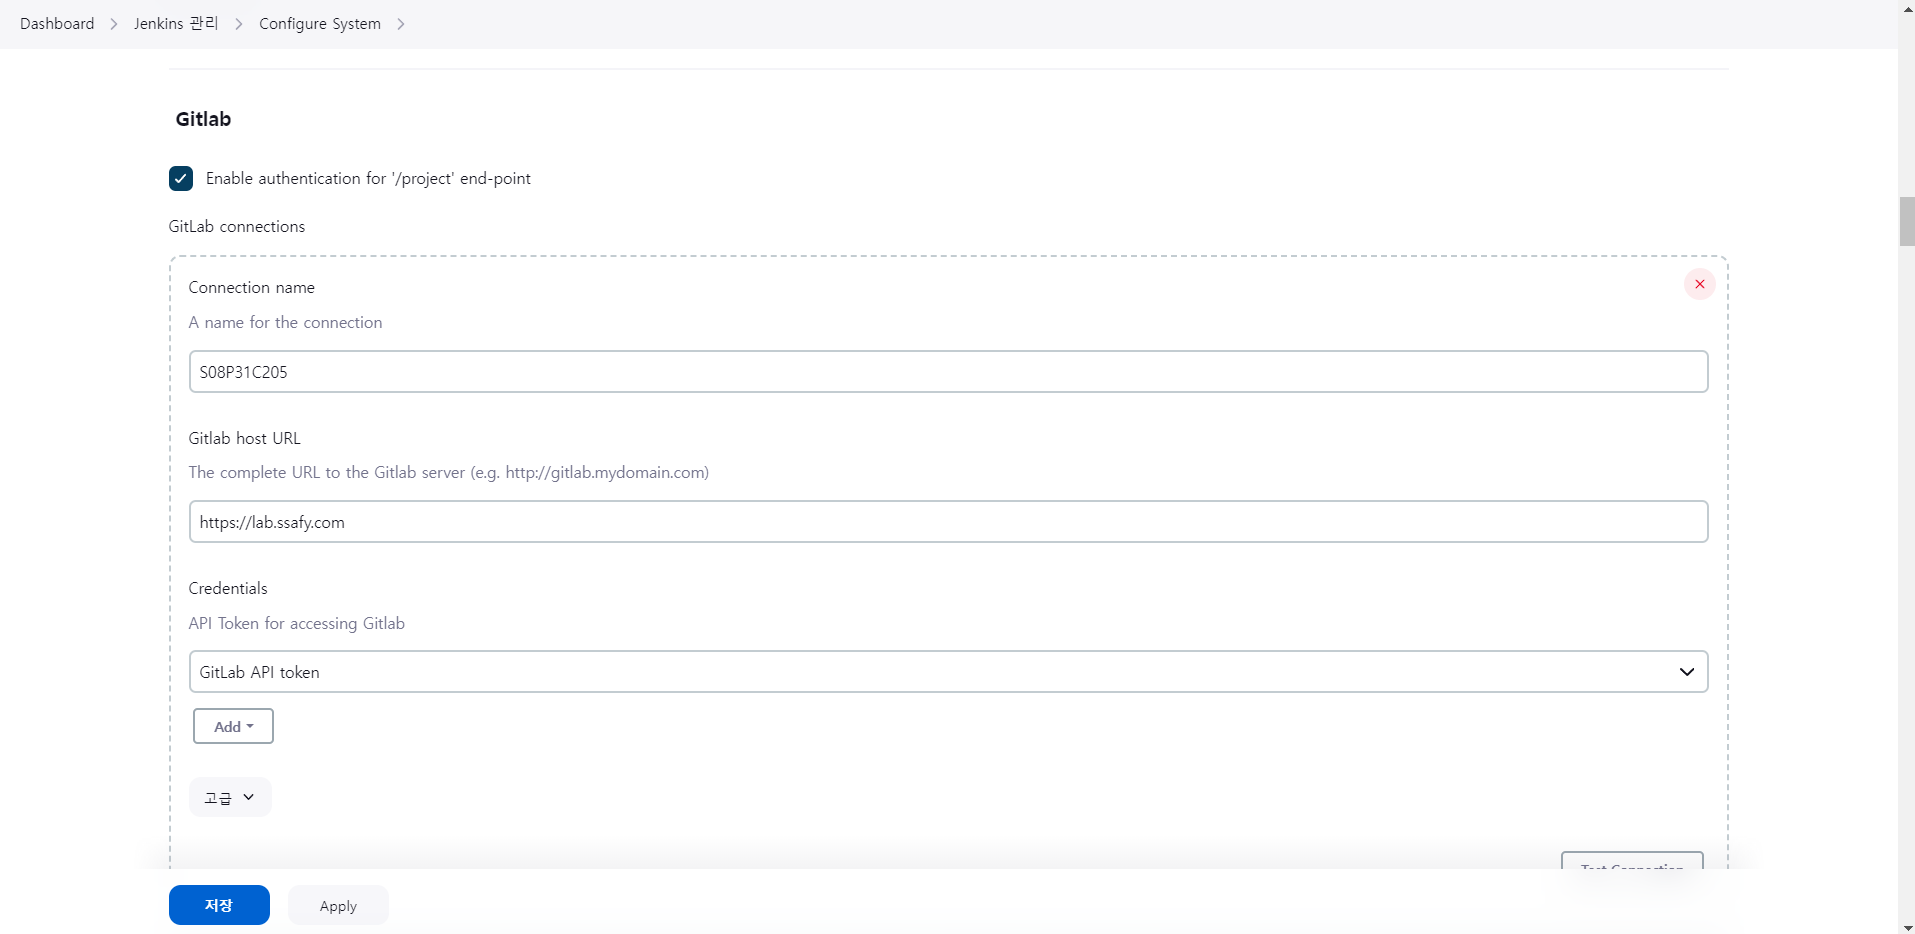 Dashboard > Jenkins 관리 > Configure System >
Gitlab
Enable authentication for '/project' end-point
GitLab connections
Connection name
A name for the connection
S08P31C205
Gitlab host URL
The complete URL to the Gitlab server (e.g. http://gitlab.mydomain.com)
https://lab.ssafy.com
Credentials
API Token for accessing Gitlab
GitLab API token
Add
고급
Test Connection
저장 Apply